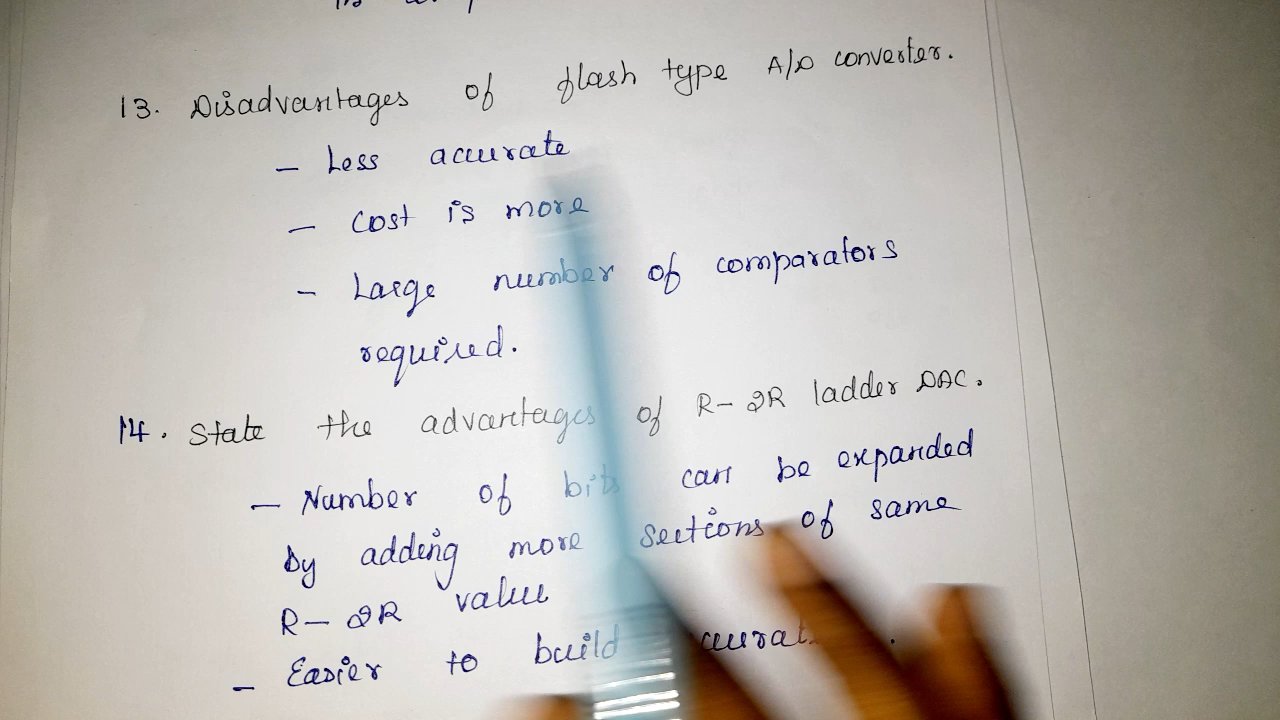 13. Disadvantages of flash type A/D converter.
- Less accurate
- Cost is more
- Large number of comparators
required.
14. State the advantages of R-2R ladder DAC.
- Number of bits can be expanded
by adding more sections of same
R-2R value
- Easier to build